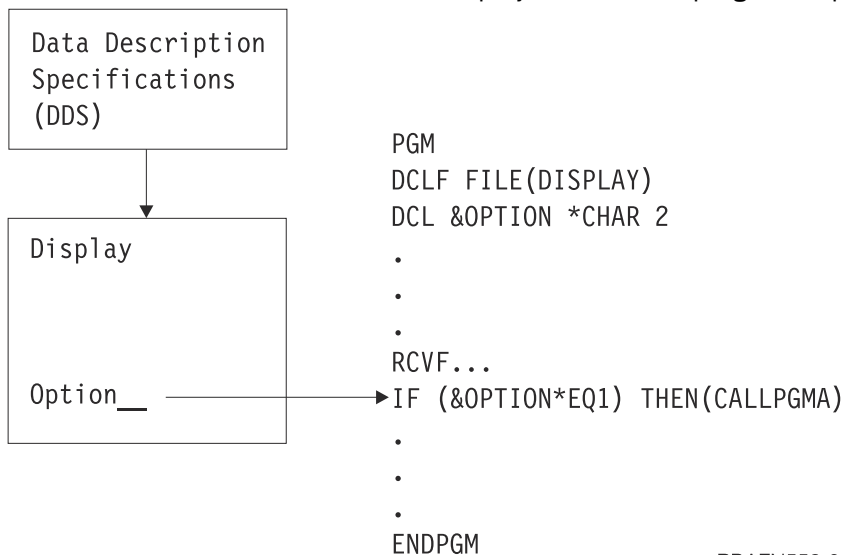 Data Description
Specifications
(DDS)
Display
Option__
PGM
DCLF FILE(DISPLAY)
DCL &OPTION *CHAR 2
.
.
.
RCVF...
IF (&OPTION*EQ1) THEN(CALLPGMA)
.
.
.
ENDPGM